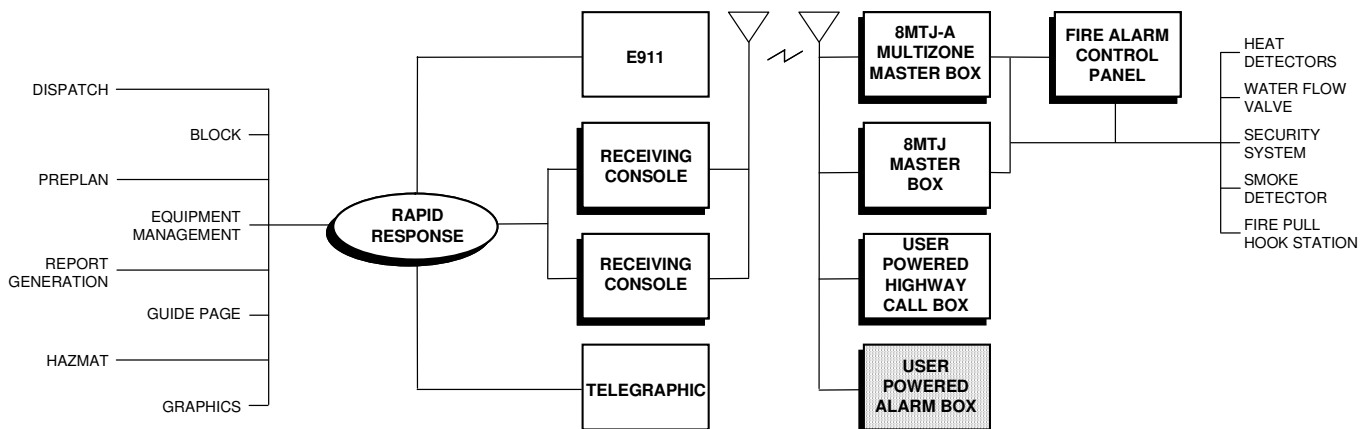 DISPATCH
BLOCK
PREPLAN
EQUIPMENT
MANAGEMENT
REPORT
GENERATION
GUIDE PAGE
HAZMAT
GRAPHICS
RAPID
RESPONSE
E911
RECEIVING
CONSOLE
RECEIVING
CONSOLE
TELEGRAPHIC
8MTJ-A
MULTIZONE
MASTER BOX
8MTJ
MASTER
BOX
USER
POWERED
HIGHWAY
CALL BOX
USER
POWERED
ALARM BOX
FIRE ALARM
CONTROL
PANEL
HEAT
DETECTORS
WATER FLOW
VALVE
SECURITY
SYSTEM
SMOKE
DETECTOR
FIRE PULL
HOOK STATION